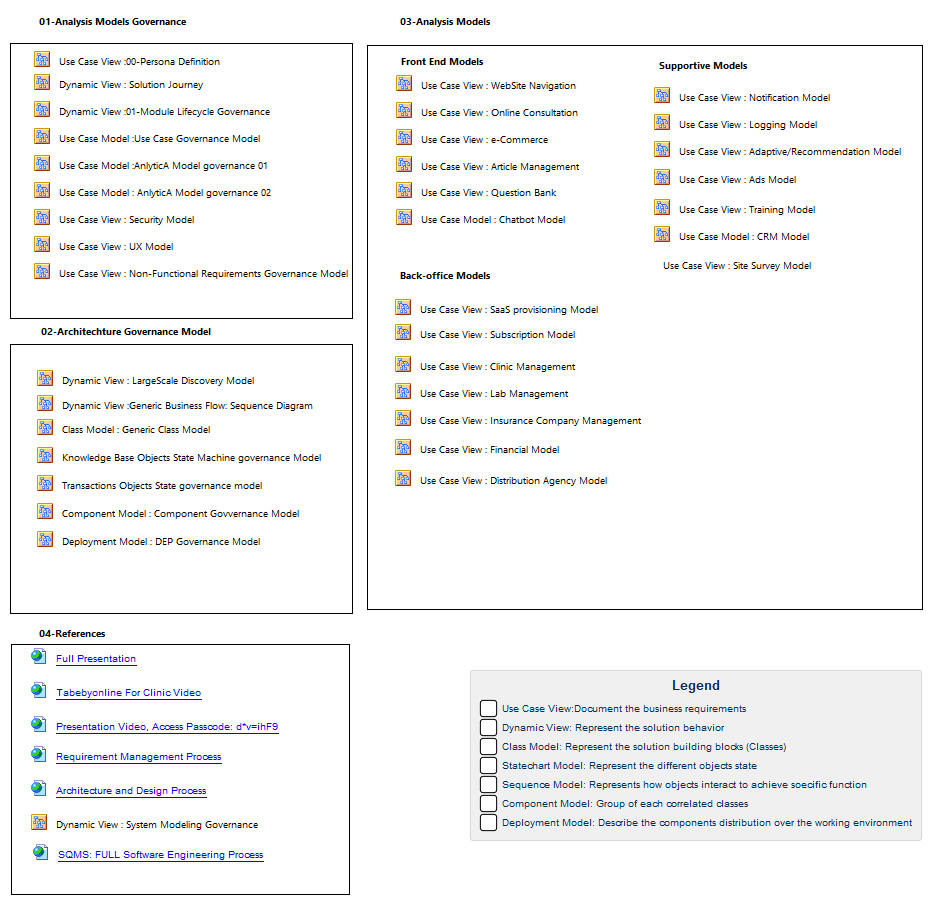 01-Analysis Models Governance
Use Case View :00-Persona Definition
Dynamic View : Solution Journey
Dynamic View :01-Module Lifecycle Governance
Use Case Model :Use Case Governance Model
Use Case Model :AnlyticA Model governance 01
Use Case Model : AnlyticA Model governance 02
Use Case View : Security Model
Use Case View : UX Model
Use Case View : Non-Functional Requirements Governance Model
02-Architechture Governance Model
Dynamic View : LargeScale Discovery Model
Dynamic View :Generic Business Flow: Sequence Diagram
Class Model : Generic Class Model
Knowledge Base Objects State Machine governance Model
Transactions Objects State governance model
Component Model : Component Govvernance Model
Deployment Model : DEP Governance Model
03-Analysis Models
Front End Models
Use Case View : WebSite Navigation
Use Case View : Online Consultation
Use Case View : e-Commerce
Use Case View : Article Management
Use Case View : Question Bank
Use Case Model : Chatbot Model
Supportive Models
Use Case View : Notification Model
Use Case View : Logging Model
Use Case View : Adaptive/Recommendation Model
Use Case View : Ads Model
Use Case View : Training Model
Use Case Model : CRM Model
Use Case View : Site Survey Model
Back-office Models
Use Case View : SaaS provisioning Model
Use Case View : Subscription Model
Use Case View : Clinic Management
Use Case View : Lab Management
Use Case View : Insurance Company Management
Use Case View : Financial Model
Use Case View : Distribution Agency Model
04-References
Full Presentation
Tabebyonline For Clinic Video
Presentation Video, Access Passcode: d*v=ihF9
Requirement Management Process
Architecture and Design Process
Dynamic View : System Modeling Governance
SQMS: FULL Software Engineering Process
Legend
Use Case View:Document the business requirements
Dynamic View: Represent the solution behavior
Class Model: Represent the solution building blocks (Classes)
Statechart Model: Represent the different objects state
Sequence Model: Represents how objects interact to achieve soecific function
Component Model: Group of each correlated classes
Deployment Model: Describe the components distribution over the working environment